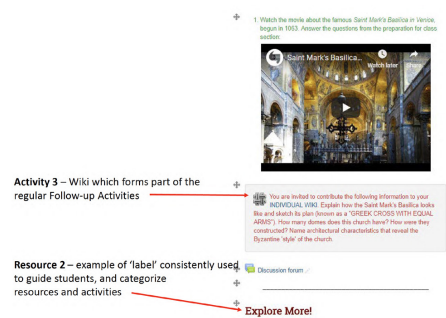 1. Watch the movie about the famous Saint Mark's Basilica in Venice,
begun in 1063. Answer the questions from the preparation for class
section:
Saint Mark's Basilica...
Watch later
Share
Activity 3 – Wiki which forms part of the
regular Follow-up Activities
You are invited to contribute the following information to your
INDIVIDUAL WIKI. Explain how the Saint Mark's Basilica looks
like and sketch its plan (known as a "GREEK CROSS WITH EQUAL
ARMS"). How many domes does this church have? How were they
constructed? Name architectural characteristics that reveal the
Byzantine 'style' of the church.
Resource 2 – example of 'label' consistently used
to guide students, and categorize
resources and activities
Discussion forum
Explore More!